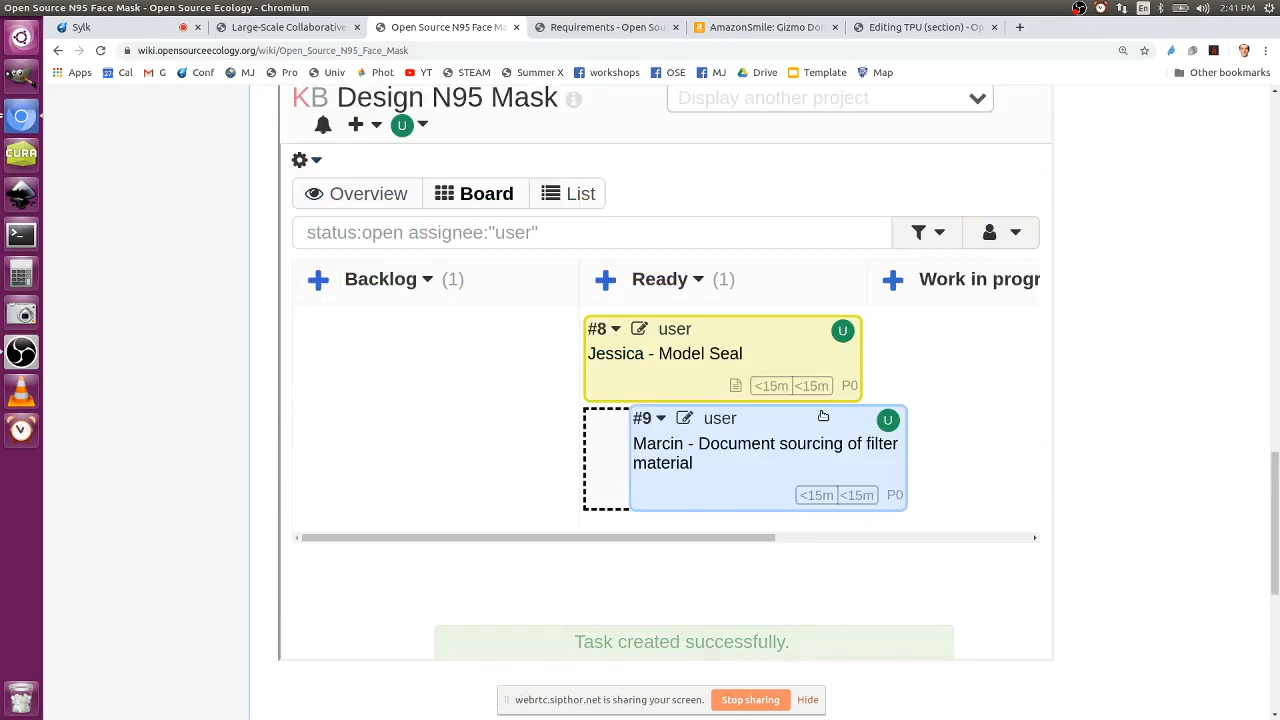 Open Source N95 Face Mask - Open Source Ecology - Chromium
En
2:41 PM
Sylk
Large-Scale Collaborative
Open Source N95 Face Ma
Requirements - Open Sou
AmazonSmile: Gizmo Dor
Editing TPU (section) - Op
wiki.opensourceecology.org/wiki/Open_Source_N95_Face_Mask
Apps
27 Cal
M G
Conf
MJ
Pro
Univ
Phot
YT
STEAM
Summer X
workshops
OSE
MJ
Drive
Template
Map
Other bookmarks
KB Design N95 Mask
Display another project
U
Overview
Board
List
status:open assignee:"user"
Backlog (1)
Ready (1)
Work in progr
#8 user U
Jessica - Model Seal
<15m <15m P0
#9 user U
Marcin - Document sourcing of filter
material
<15m <15m P0
Task created successfully.
webrtc.sipthor.net is sharing your screen. Stop sharing Hide
CURA